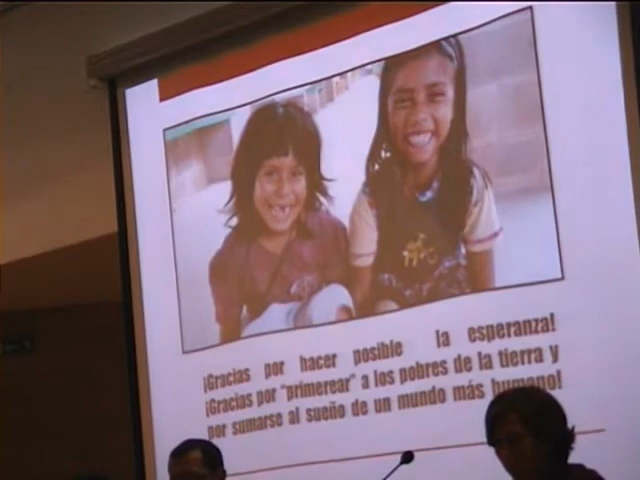 ¡Gracias por hacer posible la esperanza!
¡Gracias por "primerear" a los pobres de la tierra y
por sumarse al sueño de un mundo más humano!